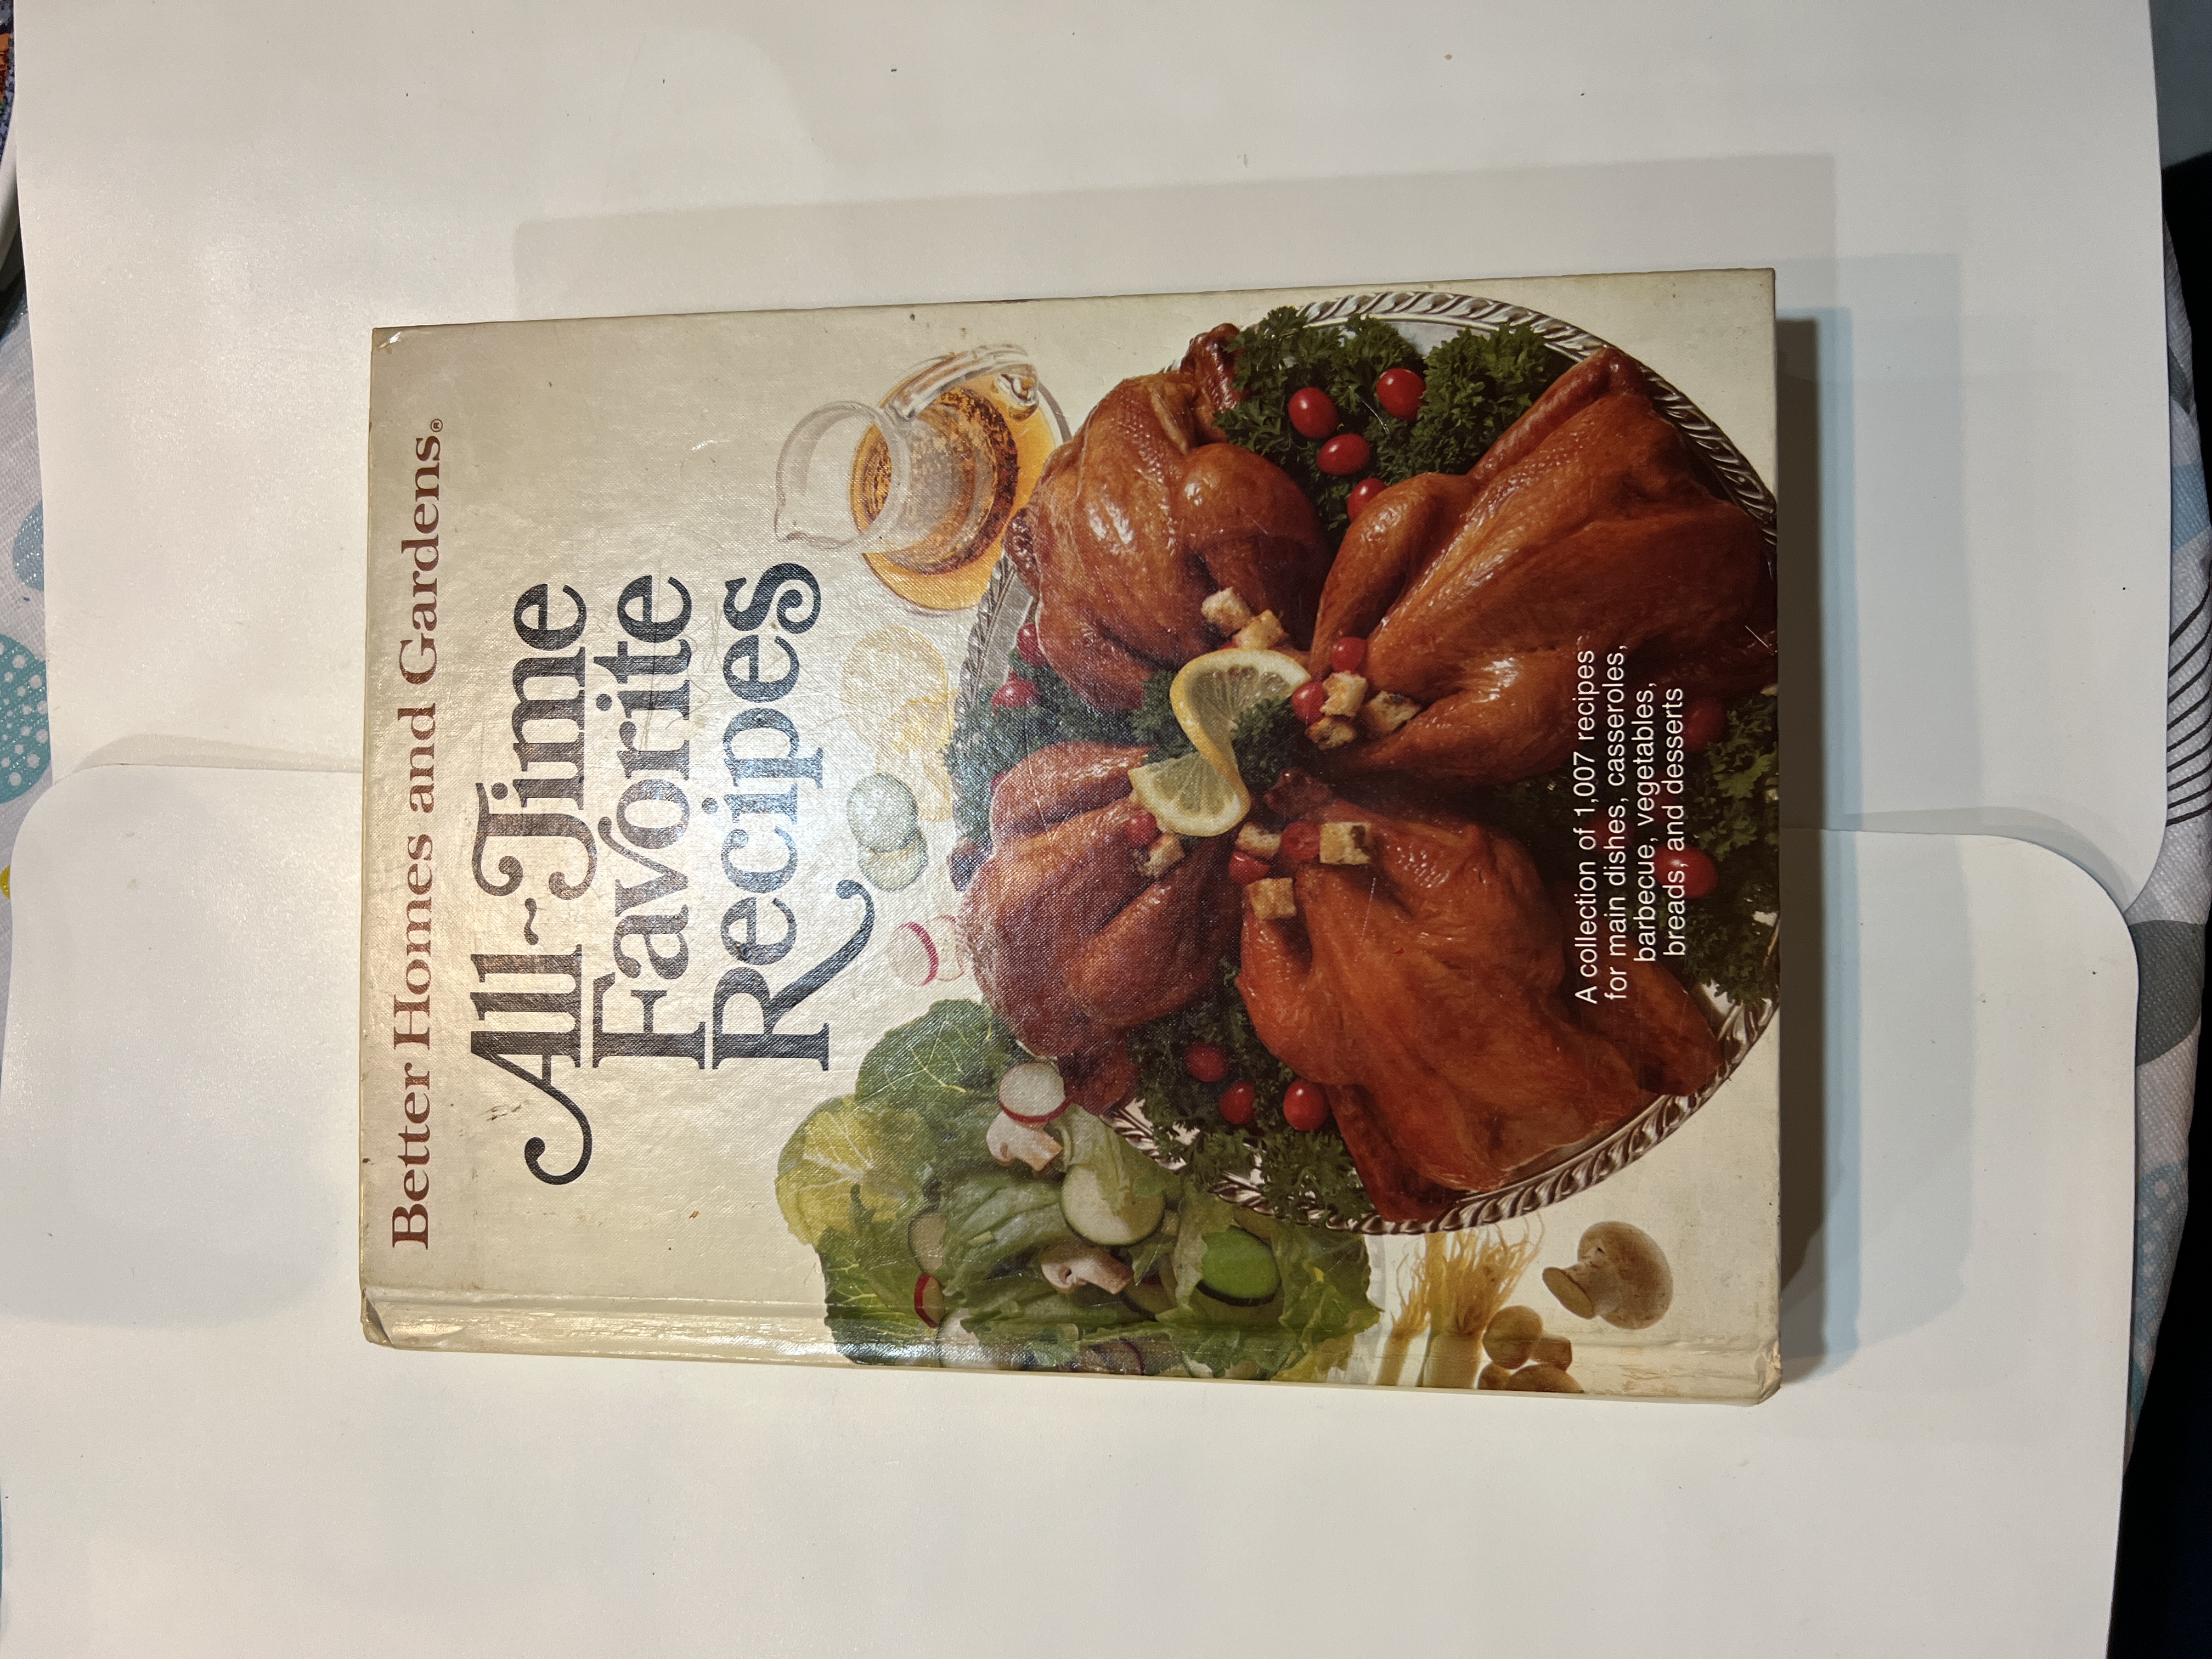 Better Homes and Gardens®
All-Time
Favorite
Recipes
A collection of 1,007 recipes
for main dishes, casseroles,
barbecue, vegetables,
breads, and desserts